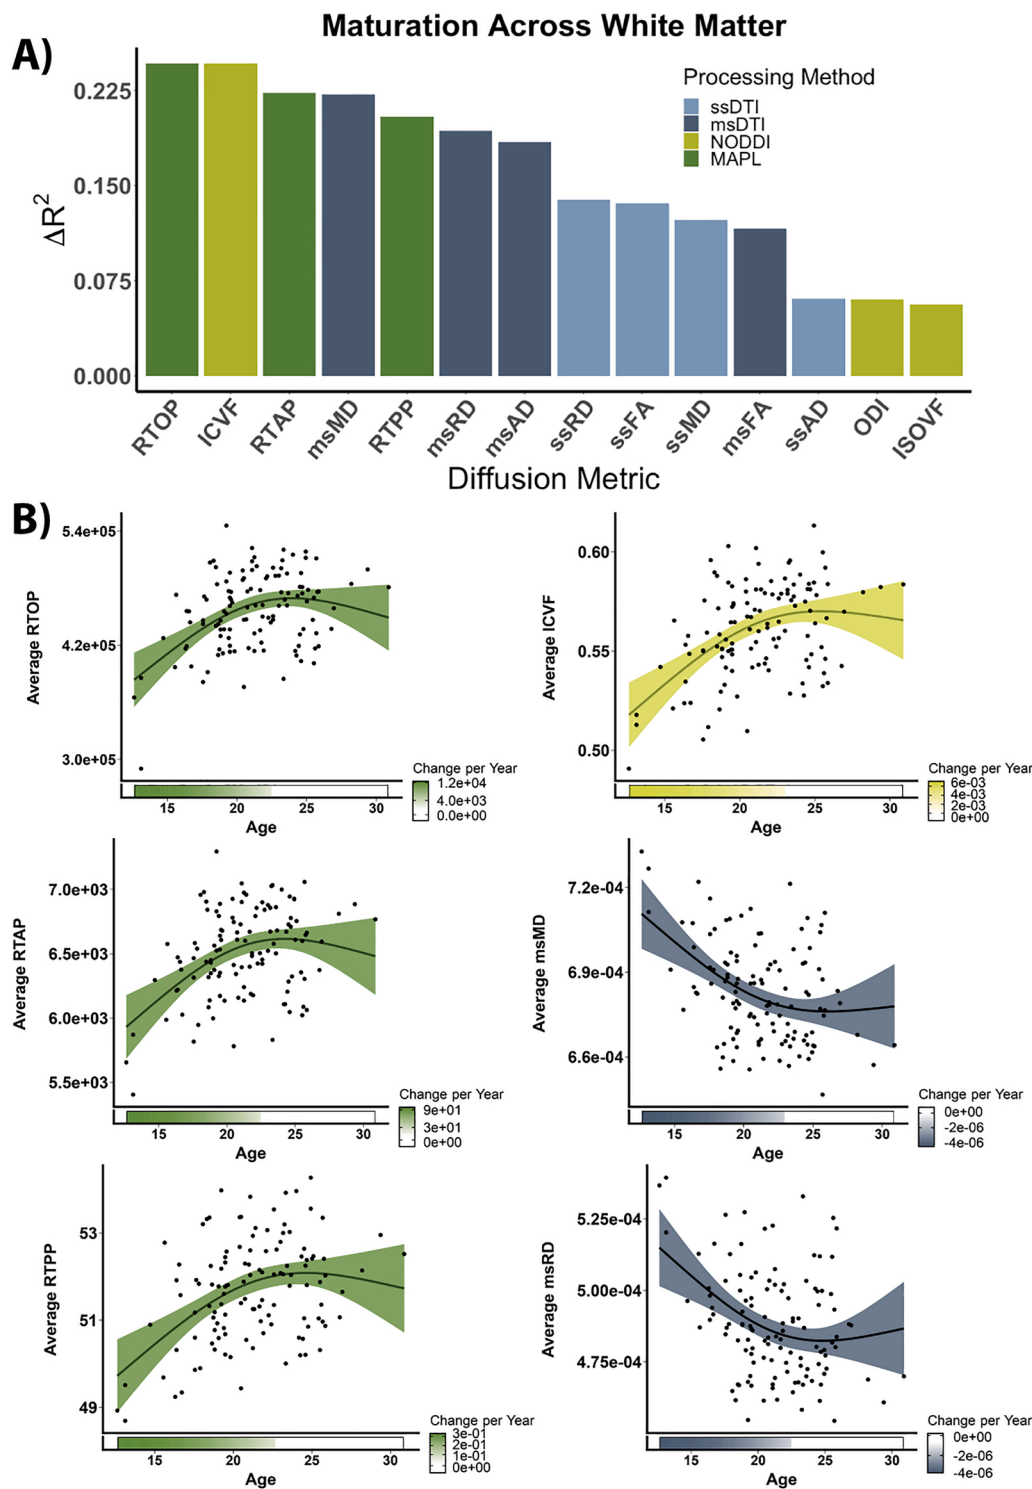 Maturation Across White Matter
A)
Processing Method
ssDTI
msDTI
NODDI
MAPL
ΔR²
0.225
0.150
0.075
0.000
RTOP
ICVF
RTAP
msMD
RTPP
msRD
msAD
ssRD
ssFA
ssMD
msFA
ssAD
ODI
ISOVF
Diffusion Metric
B)
Average RTOP
5.4e+05
4.2e+05
3.0e+05
Change per Year
1.2e+04
4.0e+03
0.0e+00
15 20 25 30
Age
Average ICVF
0.60
0.55
0.50
Change per Year
6e-03
4e-03
2e-03
0e+00
15 20 25 30
Age
Average RTAP
7.0e+03
6.5e+03
6.0e+03
5.5e+03
Change per Year
9e+01
3e+01
0e+00
15 20 25 30
Age
Average msMD
7.2e-04
6.9e-04
6.6e-04
Change per Year
0e+00
-2e-06
-4e-06
15 20 25 30
Age
Average RTPP
53
51
49
Change per Year
3e-01
2e-01
1e-01
0e+00
15 20 25 30
Age
Average msRD
5.25e-04
5.00e-04
4.75e-04
Change per Year
0e+00
-2e-06
-4e-06
15 20 25 30
Age